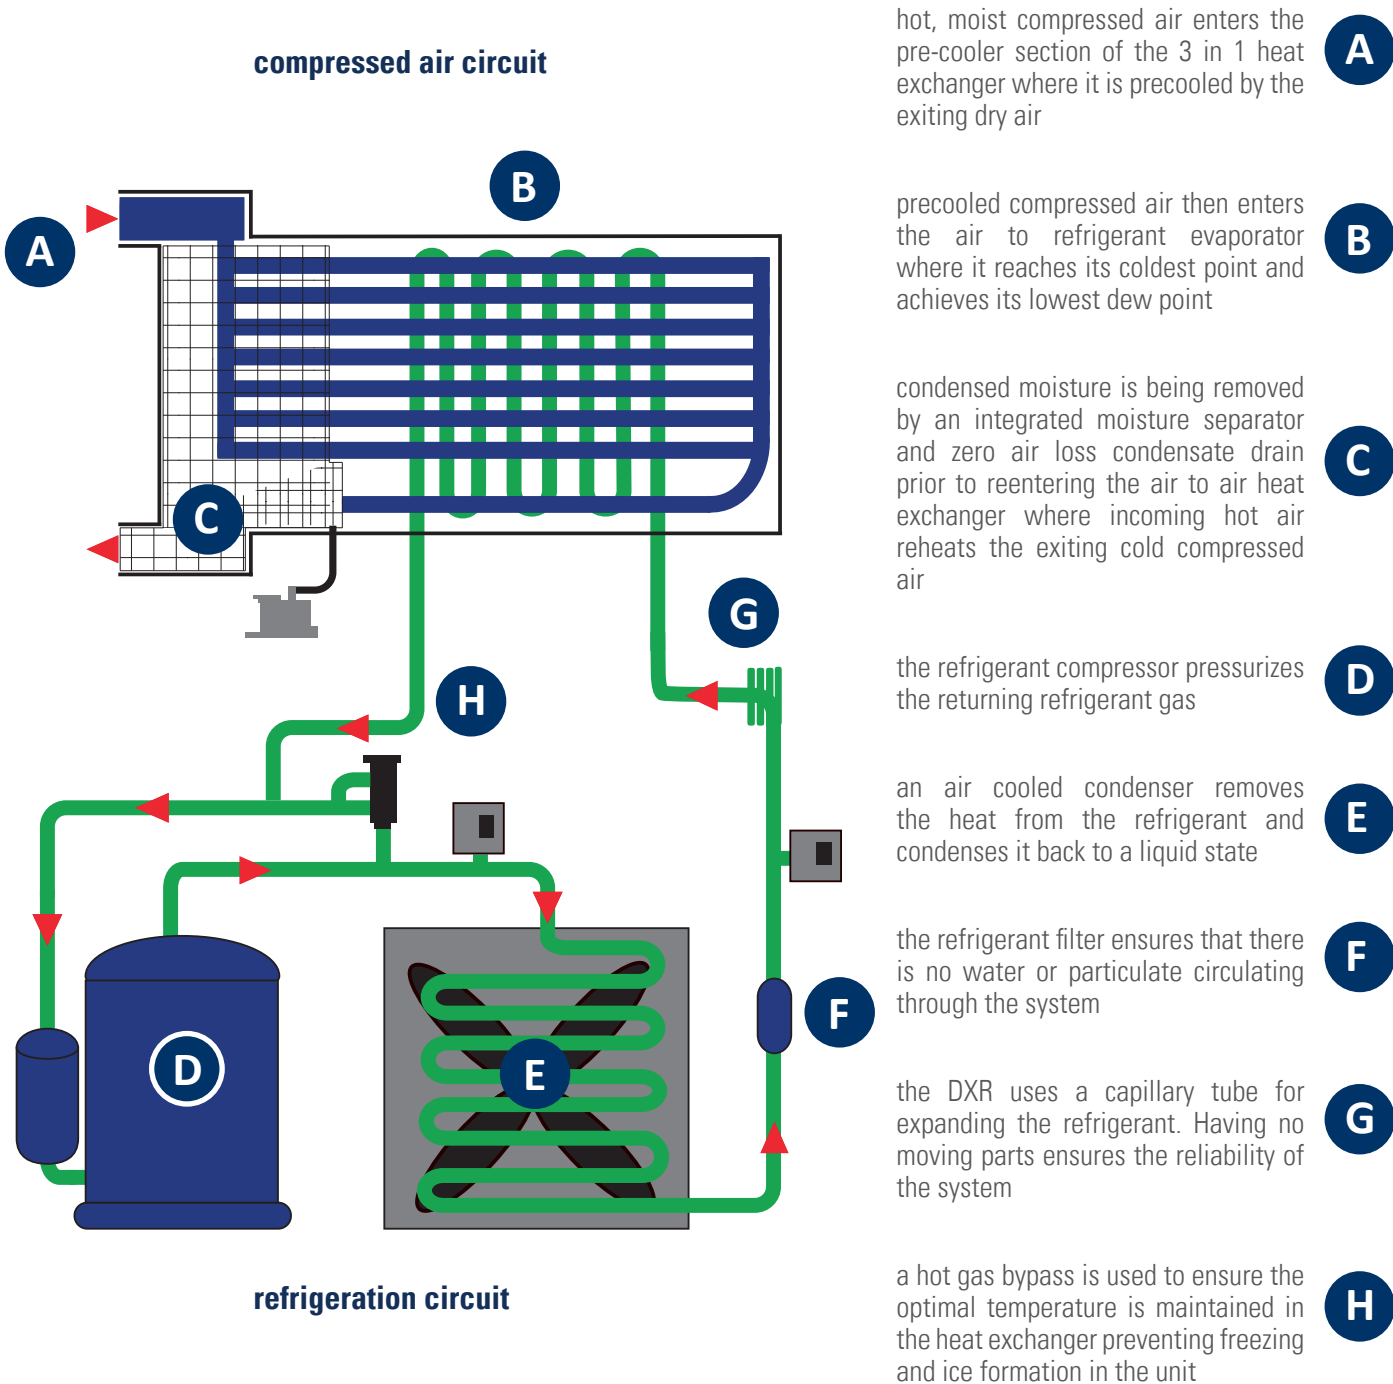 compressed air circuit
A
B
C
G
H
D
E
F
refrigeration circuit
hot, moist compressed air enters the
pre-cooler section of the 3 in 1 heat
exchanger where it is precooled by the
exiting dry air
A
precooled compressed air then enters
the air to refrigerant evaporator
where it reaches its coldest point and
achieves its lowest dew point
B
condensed moisture is being removed
by an integrated moisture separator
and zero air loss condensate drain
prior to reentering the air to air heat
exchanger where incoming hot air
reheats the exiting cold compressed
air
C
the refrigerant compressor pressurizes
the returning refrigerant gas
D
an air cooled condenser removes
the heat from the refrigerant and
condenses it back to a liquid state
E
the refrigerant filter ensures that there
is no water or particulate circulating
through the system
F
the DXR uses a capillary tube for
expanding the refrigerant. Having no
moving parts ensures the reliability of
the system
G
a hot gas bypass is used to ensure the
optimal temperature is maintained in
the heat exchanger preventing freezing
and ice formation in the unit
H